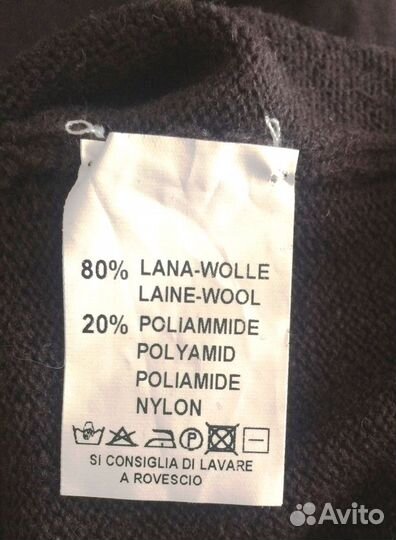 80% LANA-WOLLE
LAINE-WOOL
20% POLIAMMIDE
POLYAMID
POLIAMIDE
NYLON
P
SI CONSIGLIA DI LAVARE
A ROVESCIO
Avito